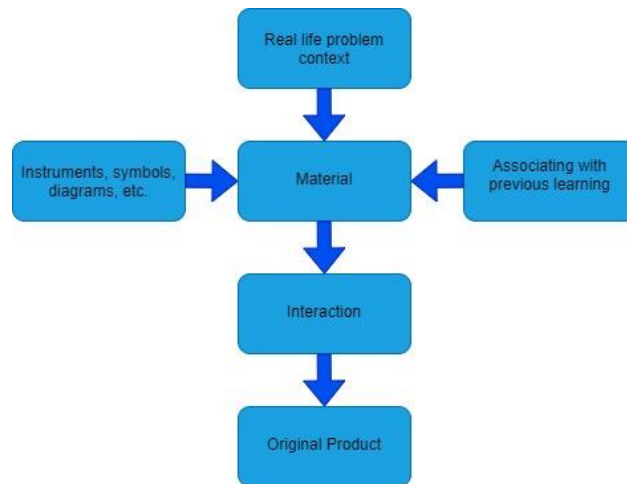 Real life problem
context
Instruments, symbols,
diagrams, etc.
Material
Associating with
previous learning
Interaction
Original Product